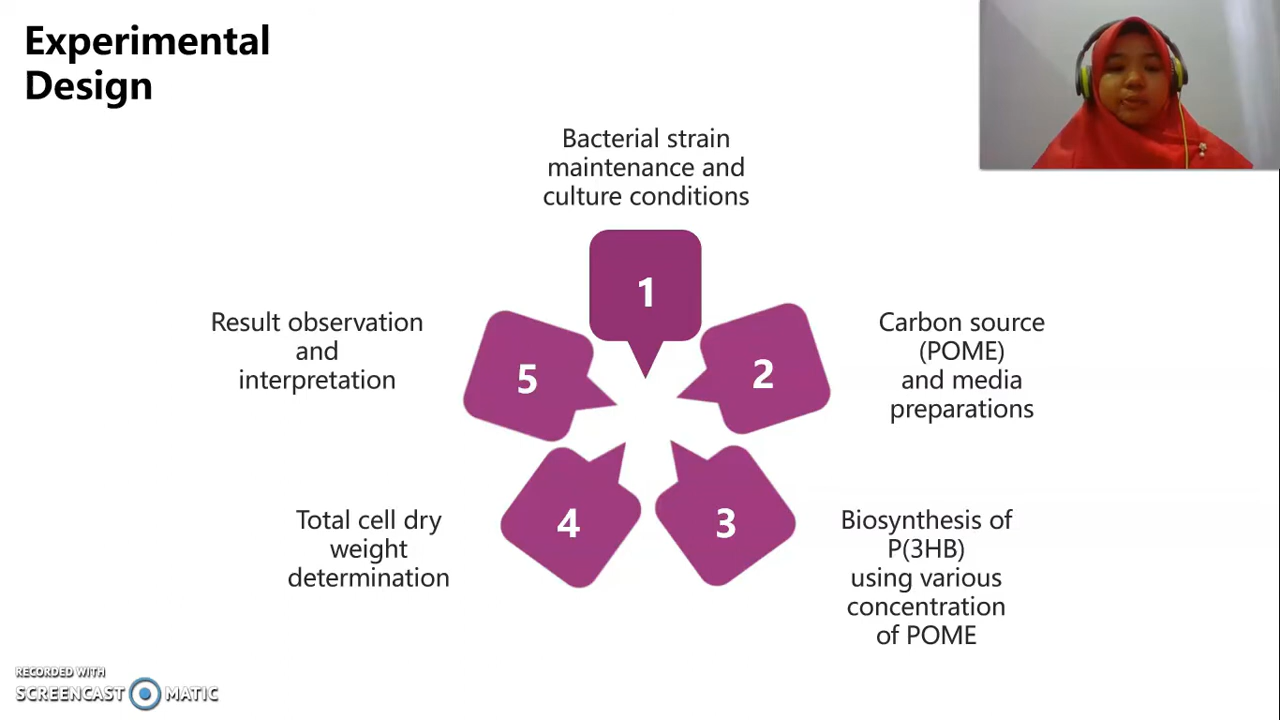 Experimental
Design
Bacterial strain
maintenance and
culture conditions
1
2
Carbon source
(POME)
and media
preparations
3
Biosynthesis of
P(3HB)
using various
concentration
of POME
4
Total cell dry
weight
determination
5
Result observation
and
interpretation
RECORDED WITH
SCREENCAST MATIC